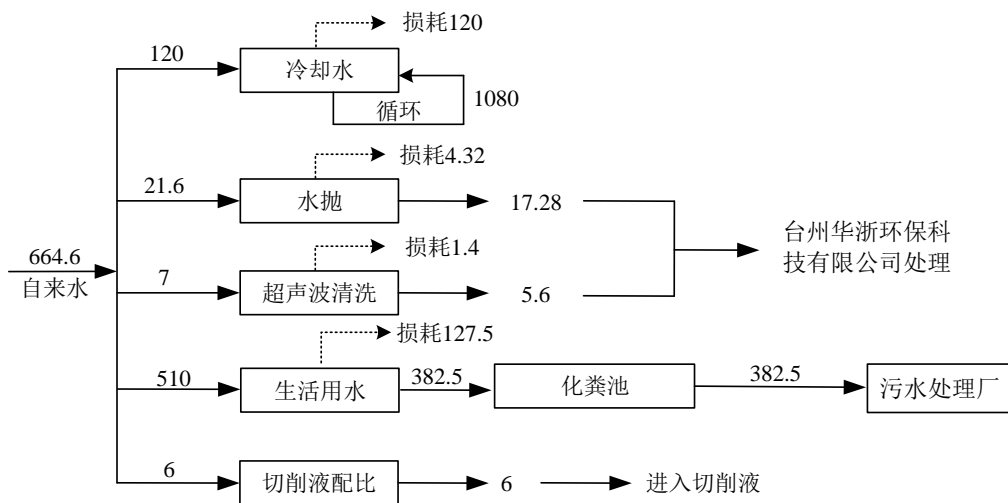 损耗120
120
冷却水
循环
1080
损耗4.32
21.6
水抛
17.28
664.6
自来水
损耗1.4
7
超声波清洗
5.6
台州华浙环保科
技有限公司处理
损耗127.5
510
生活用水
382.5
化粪池
382.5
污水处理厂
6
切削液配比
6
进入切削液